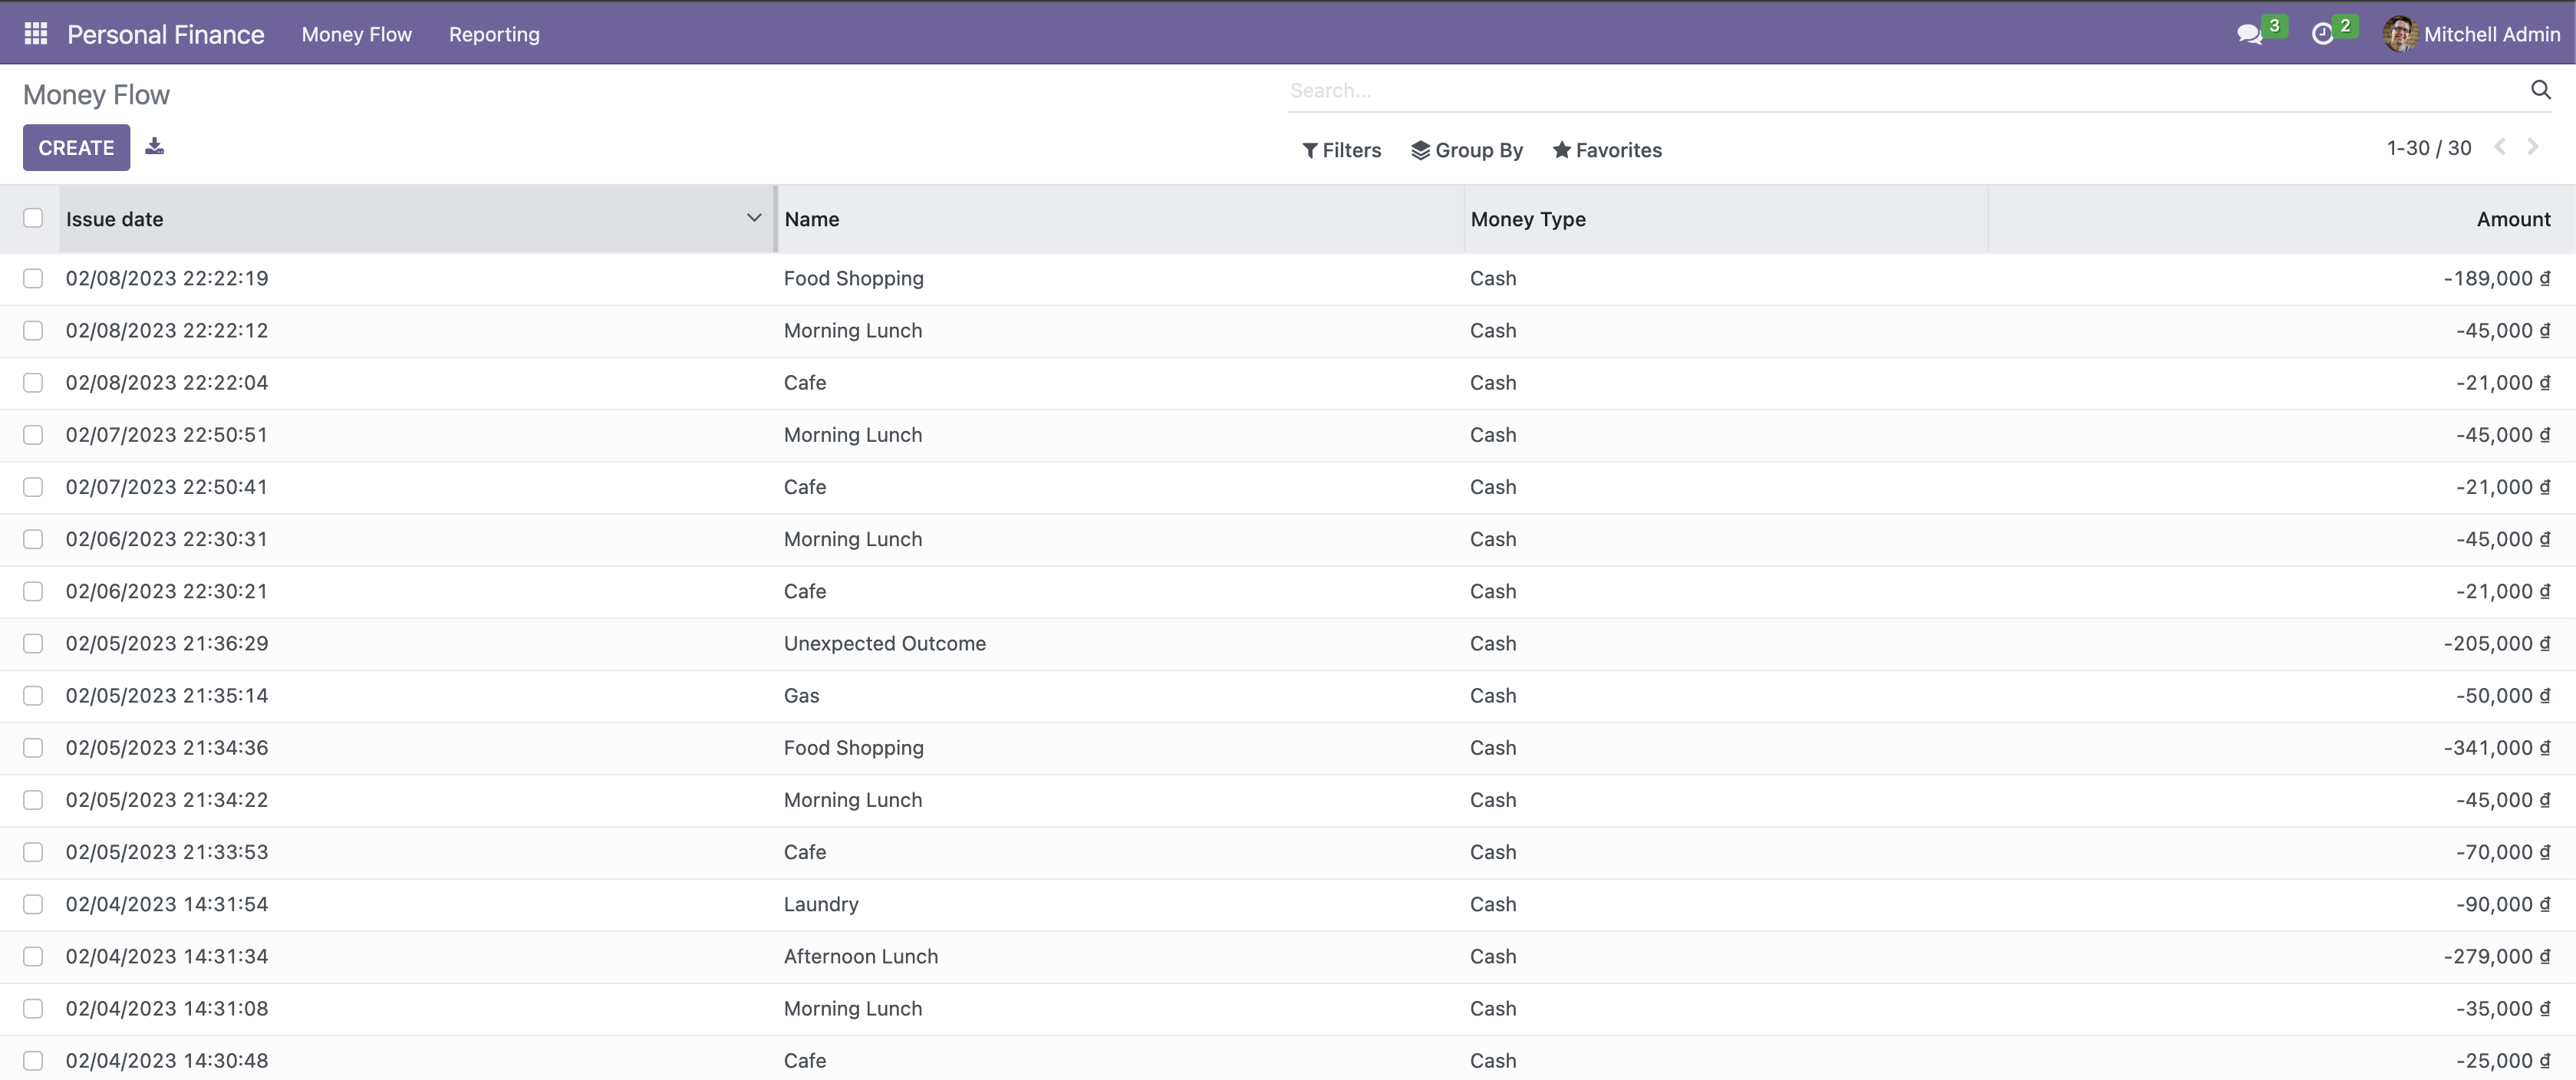 Personal Finance Money Flow Reporting 3 2 Mitchell Admin
Money Flow Search...
CREATE Filters Group By Favorites 1-30 / 30
Issue date Name Money Type Amount
02/08/2023 22:22:19 Food Shopping Cash -189,000 ₫
02/08/2023 22:22:12 Morning Lunch Cash -45,000 ₫
02/08/2023 22:22:04 Cafe Cash -21,000 ₫
02/07/2023 22:50:51 Morning Lunch Cash -45,000 ₫
02/07/2023 22:50:41 Cafe Cash -21,000 ₫
02/06/2023 22:30:31 Morning Lunch Cash -45,000 ₫
02/06/2023 22:30:21 Cafe Cash -21,000 ₫
02/05/2023 21:36:29 Unexpected Outcome Cash -205,000 ₫
02/05/2023 21:35:14 Gas Cash -50,000 ₫
02/05/2023 21:34:36 Food Shopping Cash -341,000 ₫
02/05/2023 21:34:22 Morning Lunch Cash -45,000 ₫
02/05/2023 21:33:53 Cafe Cash -70,000 ₫
02/04/2023 14:31:54 Laundry Cash -90,000 ₫
02/04/2023 14:31:34 Afternoon Lunch Cash -279,000 ₫
02/04/2023 14:31:08 Morning Lunch Cash -35,000 ₫
02/04/2023 14:30:48 Cafe Cash -25,000 ₫